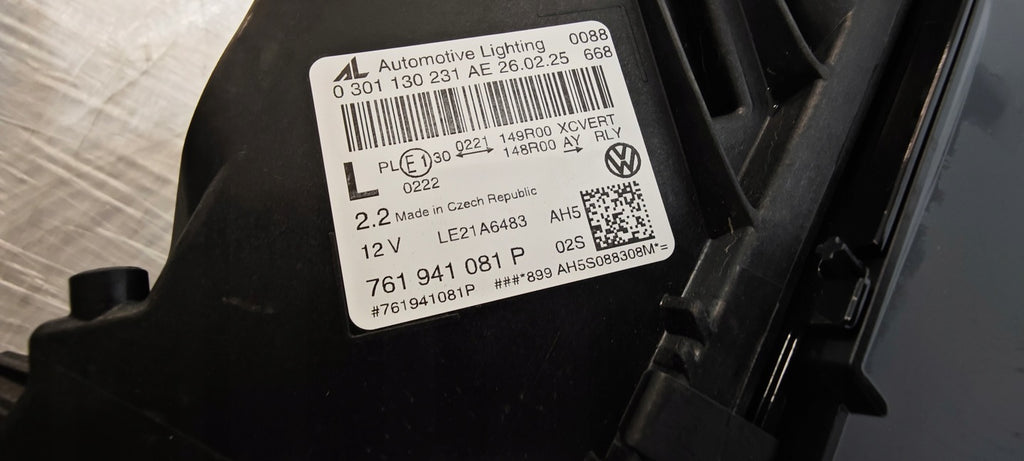 AL Automotive Lighting 0088
0 301 130 231 AE 26.02.25 668
PL E1 30 0221 149R00 XCVERT
0222 148R00 AY RLY
L
2.2 Made in Czech Republic
12 V LE21A6483 AH5
761 941 081 P 02S
#761941081P ###*899 AH5S088308M*=